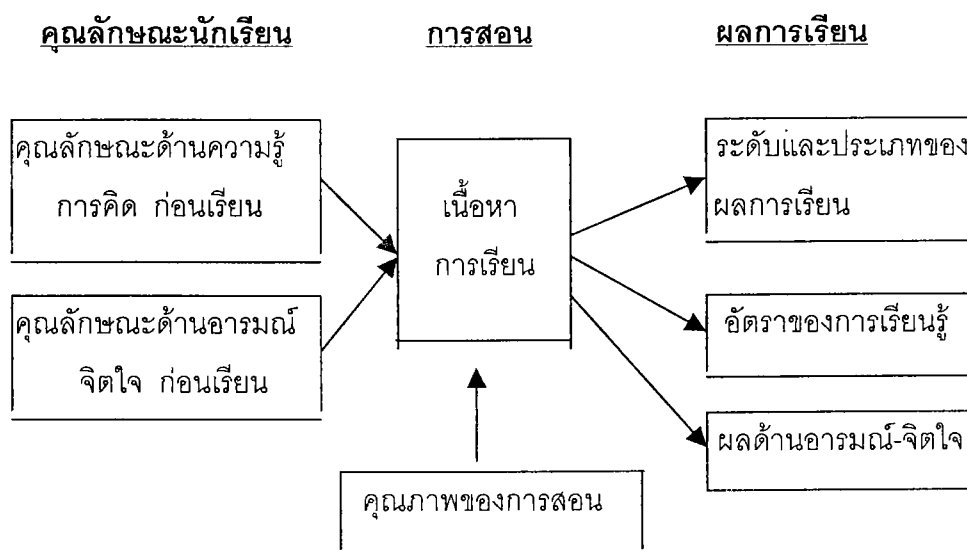 คุณลักษณะนักเรียน การสอน ผลการเรียน
คุณลักษณะด้านความรู้
การคิด ก่อนเรียน
คุณลักษณะด้านอารมณ์
จิตใจ ก่อนเรียน
เนื้อหา
การเรียน
คุณภาพของการสอน
ระดับและประเภทของ
ผลการเรียน
อัตราของการเรียนรู้
ผลด้านอารมณ์-จิตใจ